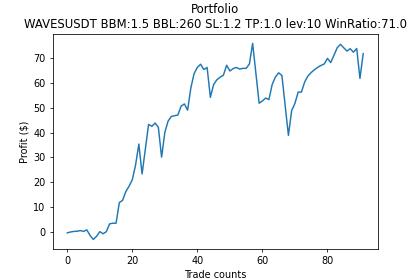 Portfolio
WAVESUSDT BBM:1.5 BBL:260 SL:1.2 TP:1.0 lev:10 WinRatio:71.0
Profit ($)
70
60
50
40
30
20
10
0
0 20 40 60 80
Trade counts